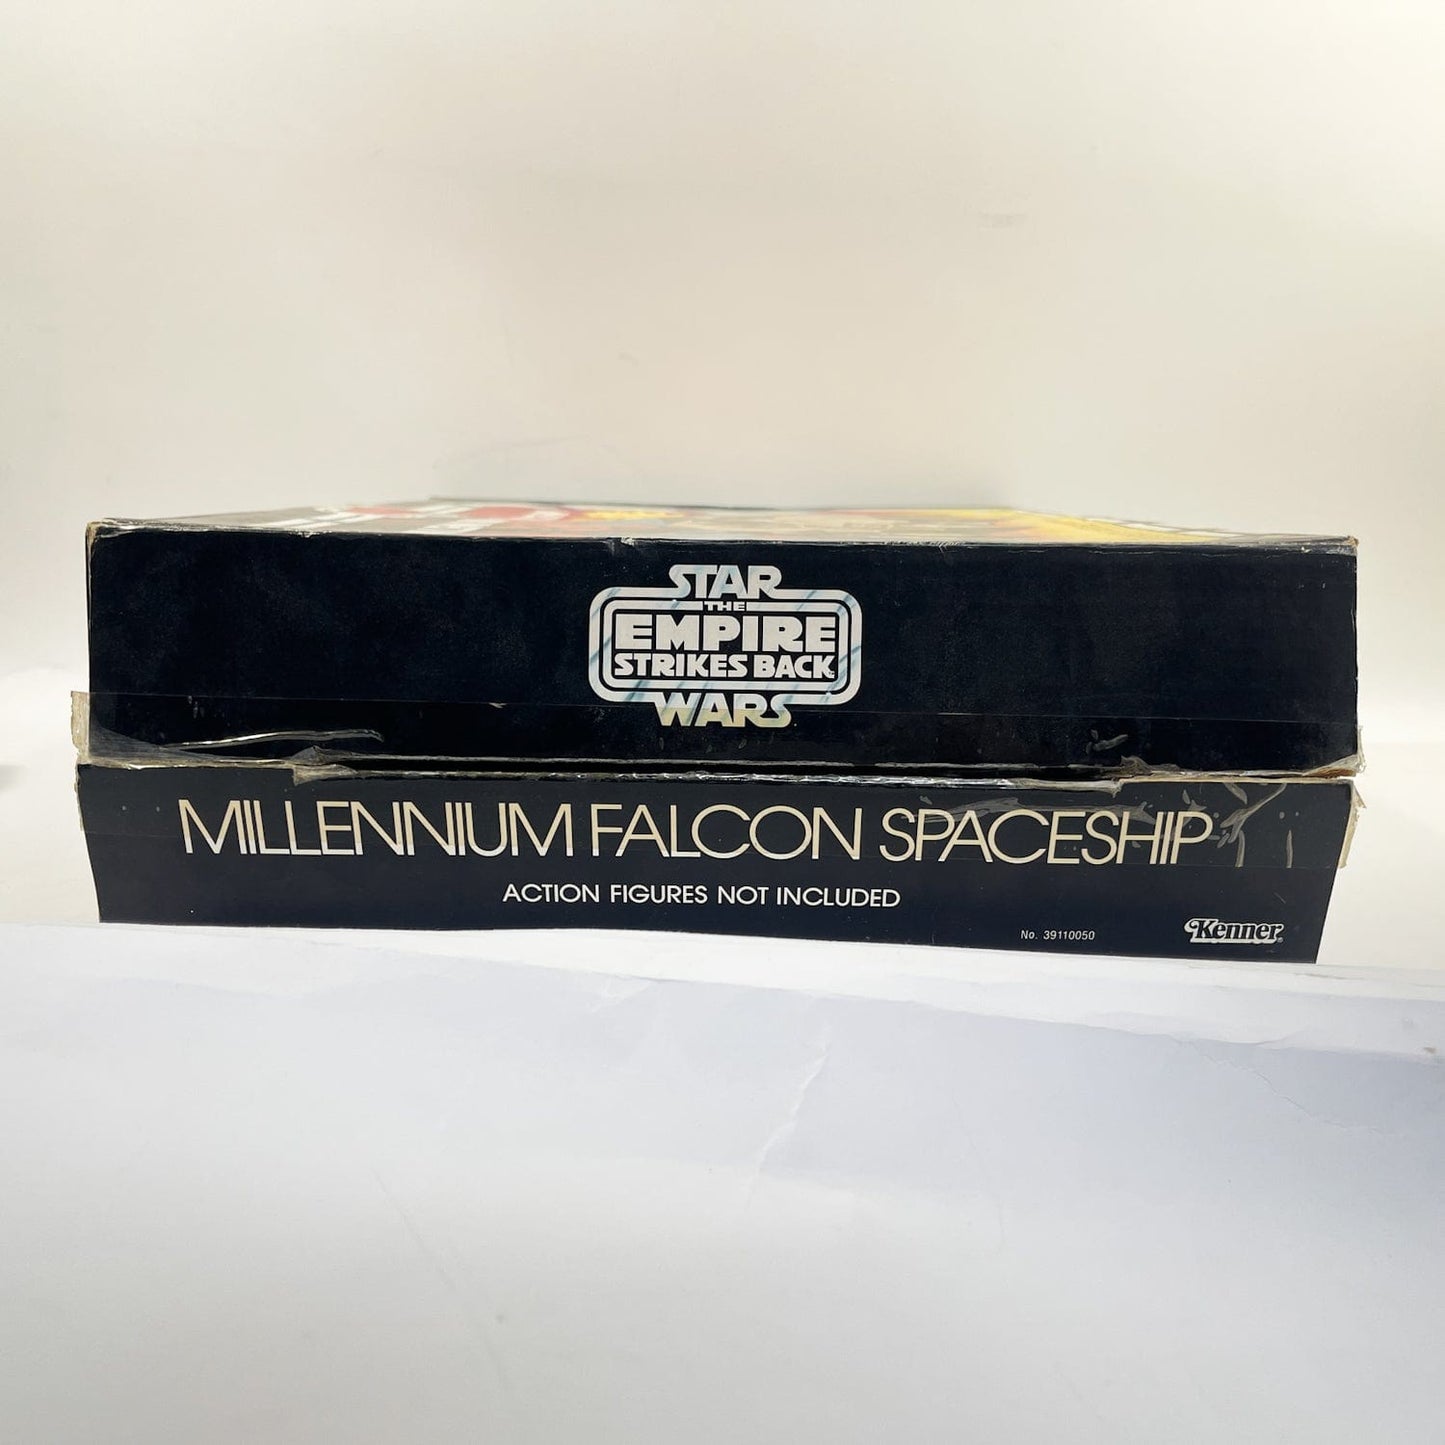 STAR
THE
EMPIRE
STRIKES BACK
WARS
MILLENNIUM FALCON SPACESHIP
ACTION FIGURES NOT INCLUDED
No. 39110050
Kenner